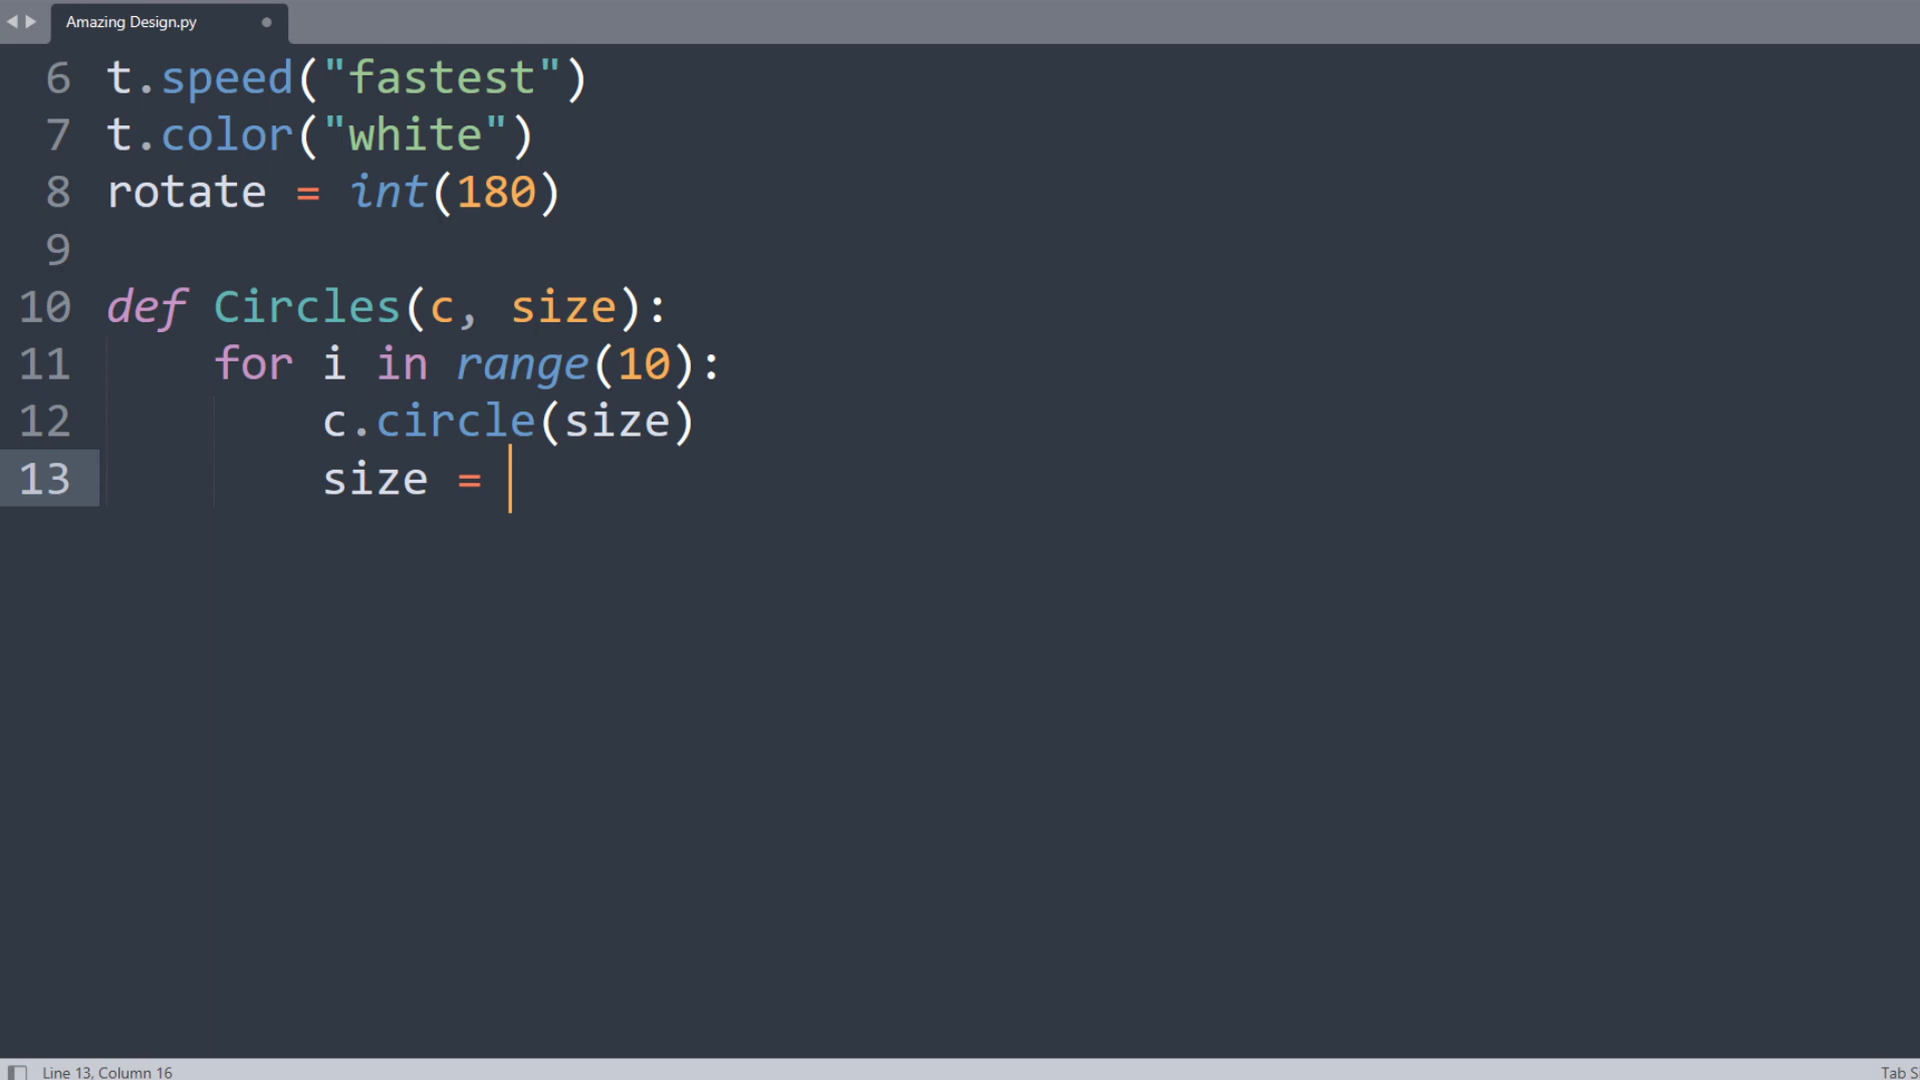 Amazing Design.py
6 t.speed("fastest")
7 t.color("white")
8 rotate = int(180)
9
10 def Circles(c, size):
11     for i in range(10):
12         c.circle(size)
13         size =
Line 13, Column 16
Tab S